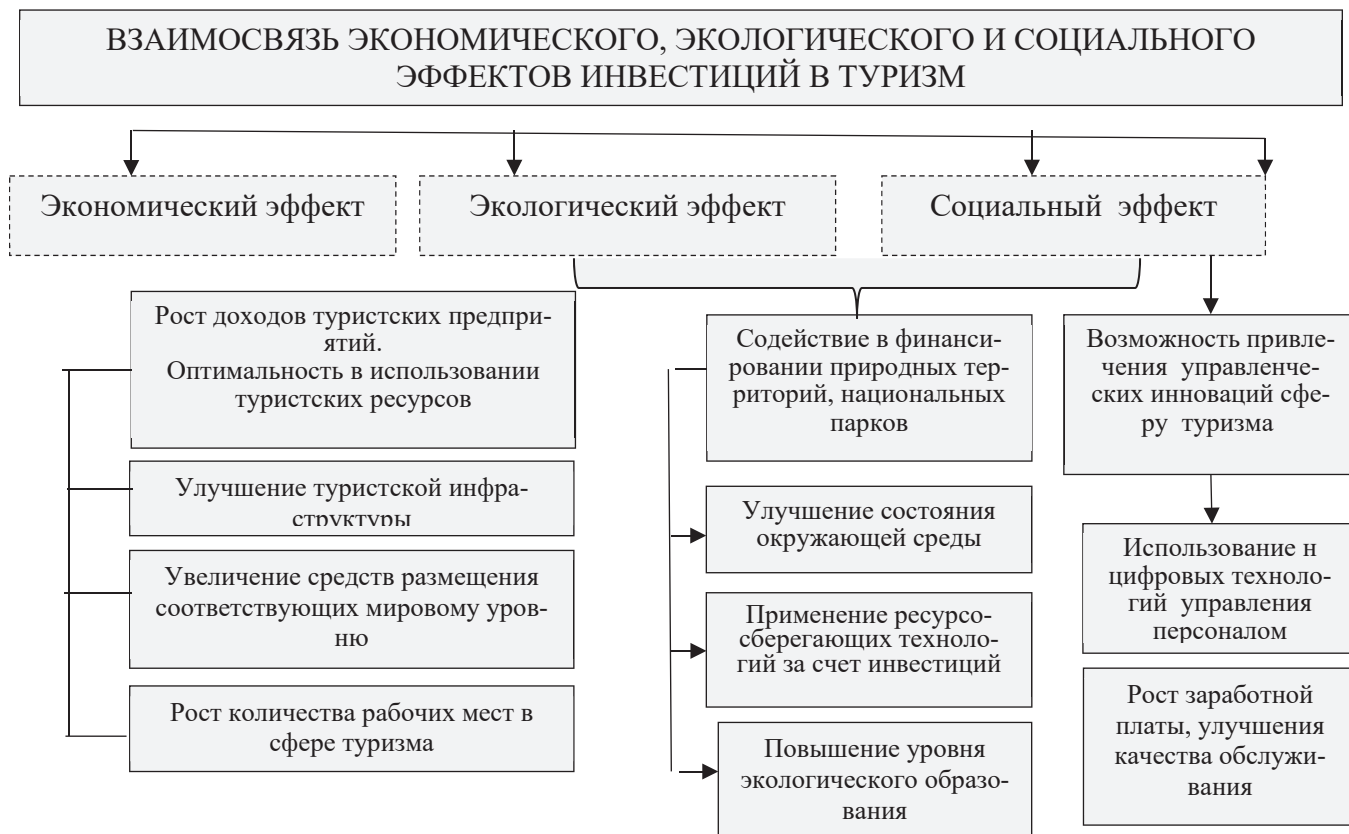 ВЗАИМОСВЯЗЬ ЭКОНОМИЧЕСКОГО, ЭКОЛОГИЧЕСКОГО И СОЦИАЛЬНОГО
ЭФФЕКТОВ ИНВЕСТИЦИЙ В ТУРИЗМ
Экономический эффект
Экологический эффект
Социальный эффект
Рост доходов туристских предпри-
ятий.
Оптимальность в использовании
туристских ресурсов
Улучшение туристской инфра-
структуры
Увеличение средств размещения
соответствующих мировому уров-
ню
Рост количества рабочих мест в
сфере туризма
Содействие в финанси-
ровании природных тер-
риторий, национальных
парков
Улучшение состояния
окружающей среды
Применение ресурсо-
сберегающих техноло-
гий за счет инвестиций
Повышение уровня
экологического образо-
вания
Возможность привле-
чения управленче-
ских инноваций сфе-
ру туризма
Использование н
цифровых техноло-
гий управления
персоналом
Рост заработной
платы, улучшения
качества обслужи-
вания